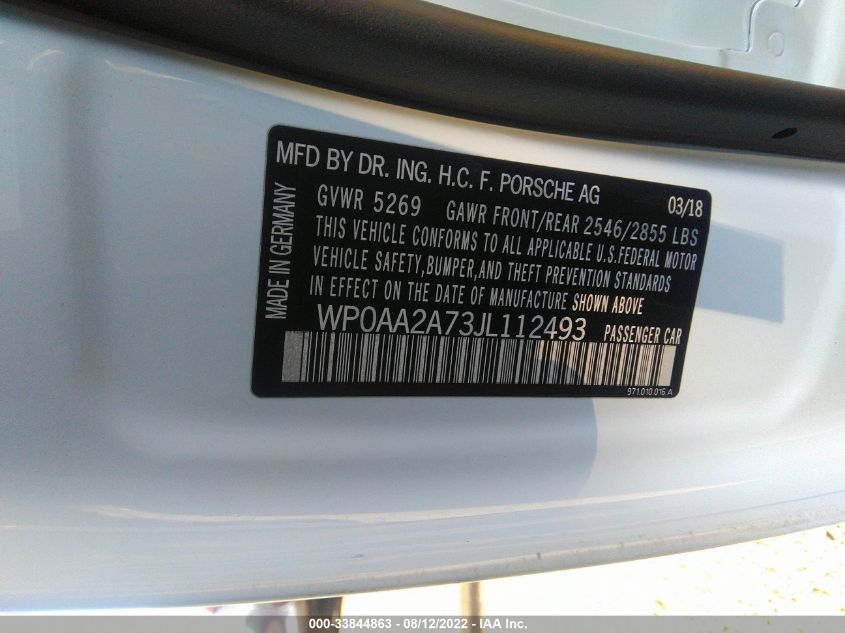 MFD BY DR. ING. H.C. F. PORSCHE AG 03/18
MADE IN GERMANY
GVWR 5269 GAWR FRONT/REAR 2546/2855 LBS
THIS VEHICLE CONFORMS TO ALL APPLICABLE U.S.FEDERAL MOTOR
VEHICLE SAFETY,BUMPER,AND THEFT PREVENTION STANDARDS
IN EFFECT ON THE DATE OF MANUFACTURE SHOWN ABOVE
WP0AA2A73JL112493 PASSENGER CAR
971.010.016.A
000-33844863 - 08/12/2022 - IAA Inc.